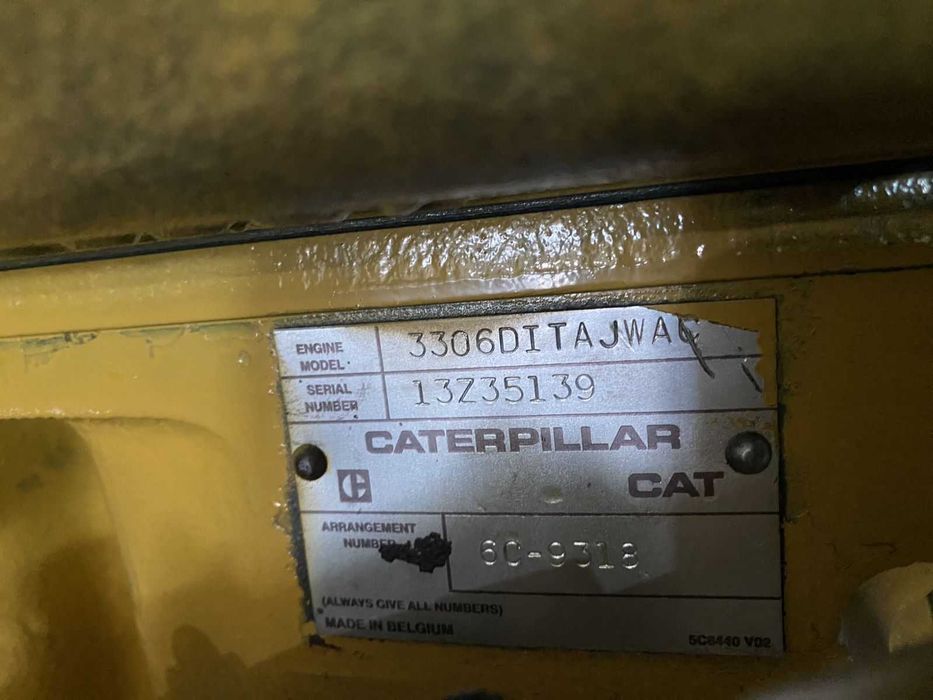 ENGINE MODEL: 3306DITAJWAC
SERIAL NUMBER 13Z35139
CATERPILLAR
CAT
ARRANGEMENT NUMBER 6C-9318
(ALWAYS GIVE ALL NUMBERS)
MADE IN BELGIUM
5C6440 V02